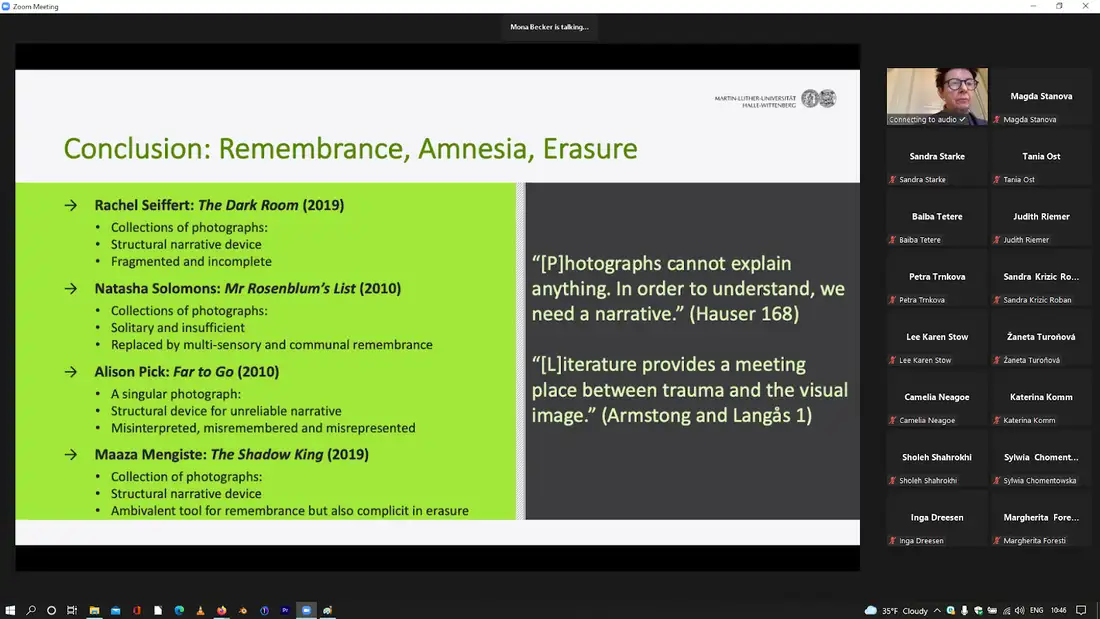 Zoom Meeting
Mona Becker is talking...
MARTIN-LUTHER-UNIVERSITÄT
HALLE-WITTENBERG
Conclusion: Remembrance, Amnesia, Erasure
→ Rachel Seiffert: The Dark Room (2019)
• Collections of photographs:
• Structural narrative device
• Fragmented and incomplete
→ Natasha Solomons: Mr Rosenblum's List (2010)
• Collections of photographs:
• Solitary and insufficient
• Replaced by multi-sensory and communal remembrance
→ Alison Pick: Far to Go (2010)
• A singular photograph:
• Structural device for unreliable narrative
• Misinterpreted, misremembered and misrepresented
→ Maaza Mengiste: The Shadow King (2019)
• Collection of photographs:
• Structural narrative device
• Ambivalent tool for remembrance but also complicit in erasure
“[P]hotographs cannot explain
anything. In order to understand, we
need a narrative.” (Hauser 168)
“[L]iterature provides a meeting
place between trauma and the visual
image.” (Armstong and Langås 1)
Connecting to audio
Magda Stanova
Magda Stanova
Sandra Starke
Sandra Starke
Tania Ost
Tania Ost
Baiba Tetere
Baiba Tetere
Judith Riemer
Judith Riemer
Petra Trnkova
Petra Trnkova
Sandra Krizic Ro...
Sandra Krizic Roban
Lee Karen Stow
Lee Karen Stow
Žaneta Turoňová
Žaneta Turoňová
Camelia Neagoe
Camelia Neagoe
Katerina Komm
Katerina Komm
Sholeh Shahrokhi
Sholeh Shahrokhi
Sylwia Choment...
Sylwia Chomentowska
Inga Dreesen
Inga Dreesen
Margherita Fore...
Margherita Foresti
35°F Cloudy
ENG
10:46